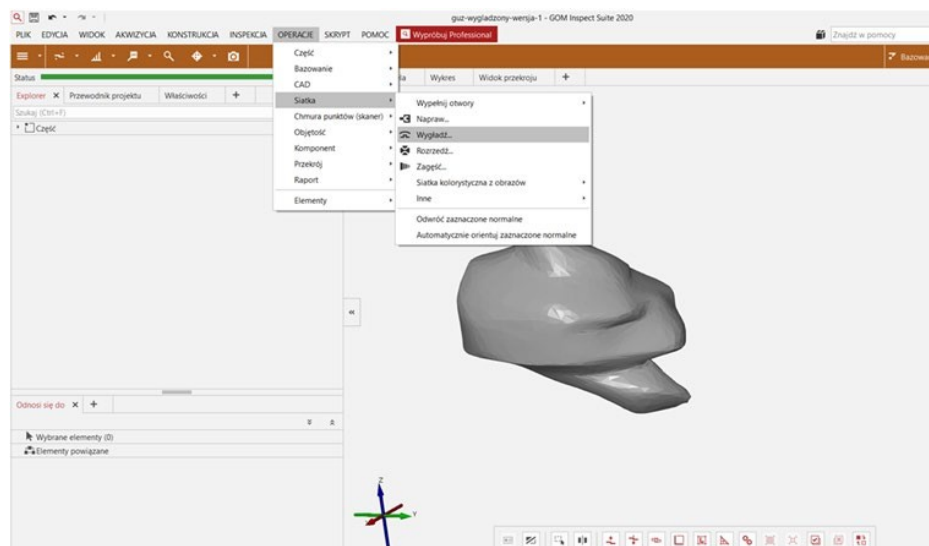 guz-wygladzony-wersja-1 - GOM Inspect Suite 2020
PLIK EDYCJA WIDOK AKWIZYCJA KONSTRUKCJA INSPEKCJA OPERACJE SKRYPT POMOC Wypróbuj Professional Znajdź w pomocy
Bazowa
Status
Wykres Widok przekroju +
Explorer Przewodnik projektu Właściwości +
Szukaj (Ctrl+F)
Część
Część
Bazowanie
CAD
Siatka
Chmura punktów (skaner)
Objętość
Komponent
Przekrój
Raport
Elementy
Wypełnij otwory
Napraw...
Wygładź...
Rozrzedź...
Zagęść...
Siatka kolorystyczna z obrazów
Inne
Odwróć zaznaczone normalne
Automatycznie orientuj zaznaczone normalne
Odnosi się do +
Wybrane elementy (0)
Elementy powiązane
Z
Y